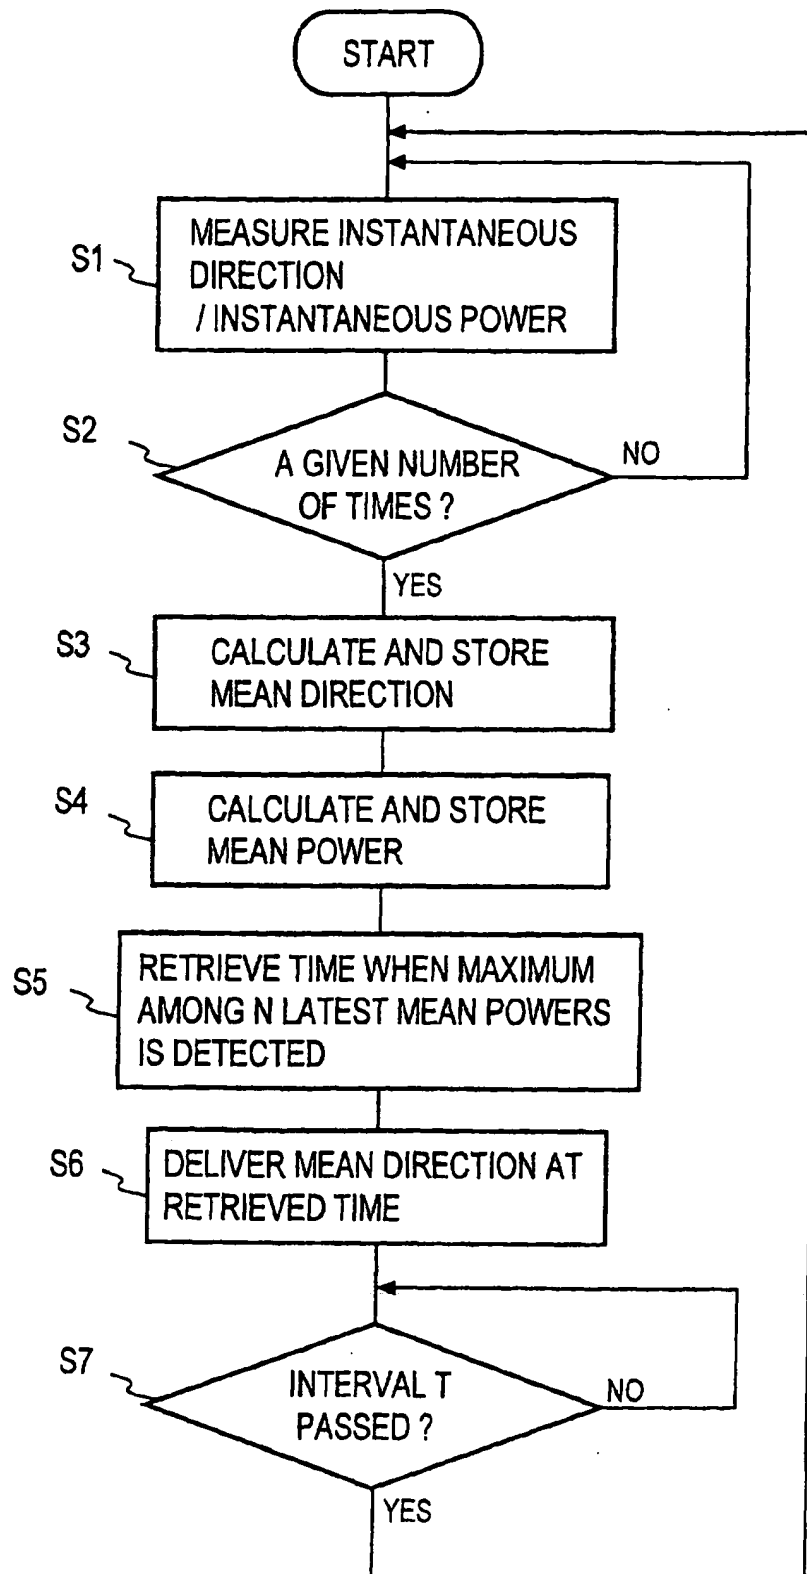 START
S1
MEASURE INSTANTANEOUS
DIRECTION
/ INSTANTANEOUS POWER
S2
A GIVEN NUMBER
OF TIMES ?
NO
YES
S3
CALCULATE AND STORE
MEAN DIRECTION
S4
CALCULATE AND STORE
MEAN POWER
S5
RETRIEVE TIME WHEN MAXIMUM
AMONG N LATEST MEAN POWERS
IS DETECTED
S6
DELIVER MEAN DIRECTION AT
RETRIEVED TIME
S7
INTERVAL T
PASSED ?
NO
YES